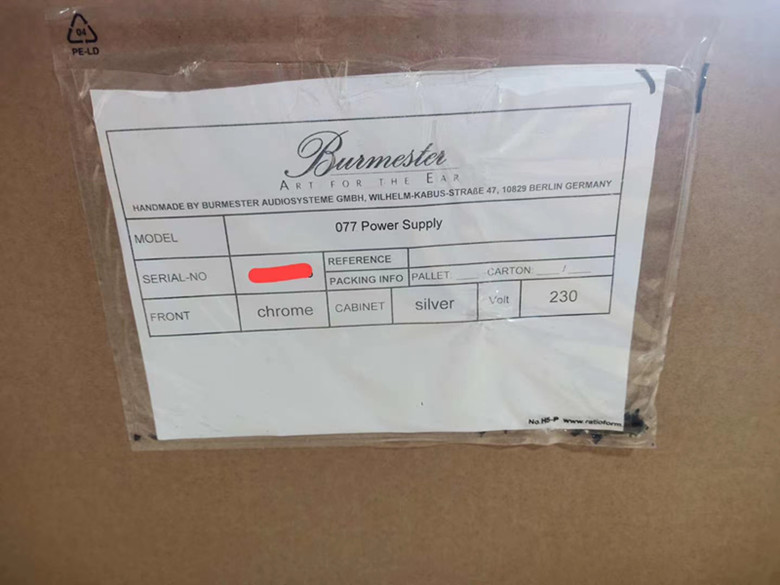 04
PE-LD
Burmester
ART FOR THE EAR
HANDMADE BY BURMESTER AUDIOSYSTEME GMBH, WILHELM-KABUS-STRAßE 47, 10829 BERLIN GERMANY
MODEL 077 Power Supply
SERIAL-NO REFERENCE
PACKING INFO PALLET CARTON /
FRONT chrome CABINET silver Volt 230
www.ratioform